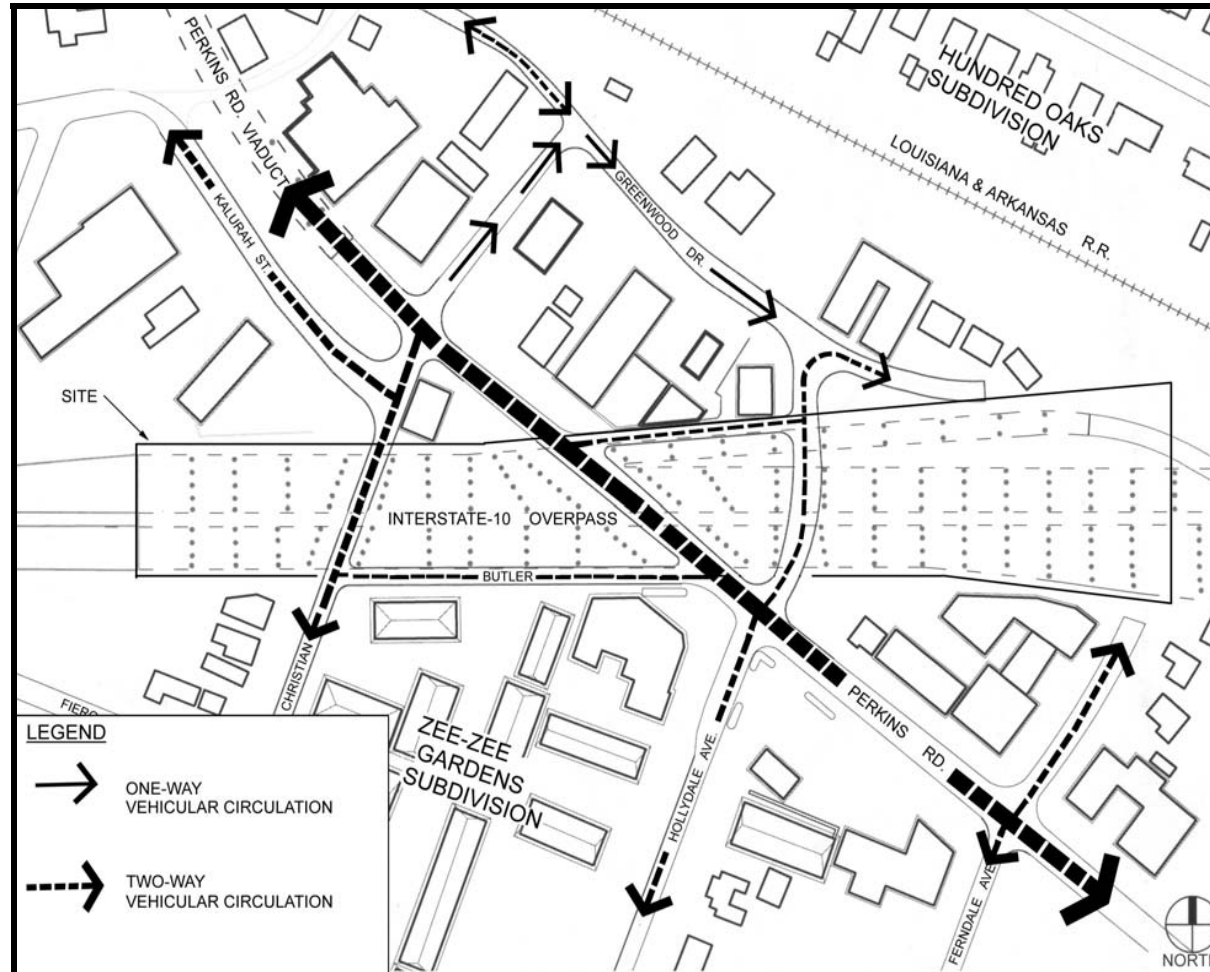 PERKINS RD. VIADUCT
HUNDRED OAKS
SUBDIVISION
LOUISIANA & ARKANSAS R.R.
KALURAH ST.
GREENWOOD DR.
SITE
INTERSTATE-10 OVERPASS
BUTLER
CHRISTIAN
PERKINS RD.
ZEE-ZEE
GARDENS
SUBDIVISION
HOLLYDALE AVE.
FERNDALE AVE.
LEGEND
ONE-WAY
VEHICULAR CIRCULATION
TWO-WAY
VEHICULAR CIRCULATION